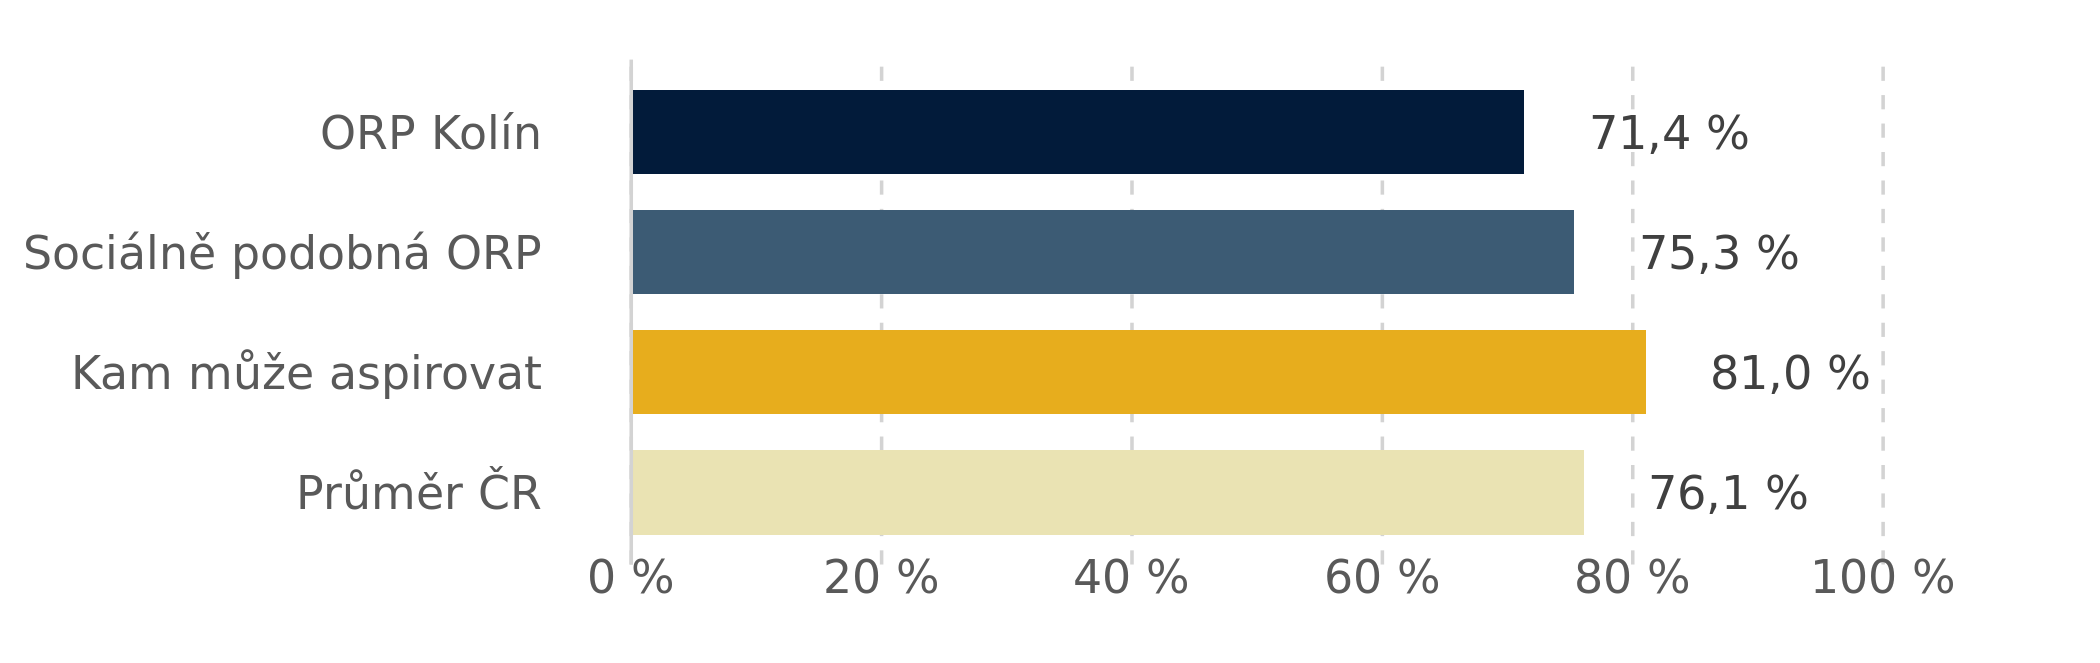 ORP Kolín 71,4 %
Sociálně podobná ORP 75,3 %
Kam může aspirovat 81,0 %
Průměr ČR 76,1 %
0 % 20 % 40 % 60 % 80 % 100 %